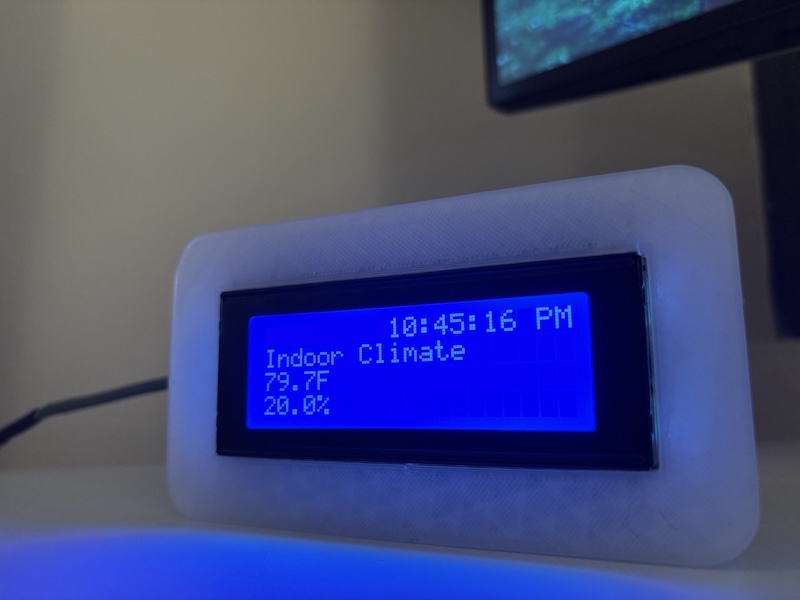 10:45:16 PM
Indoor Climate
79.7F
20.0%